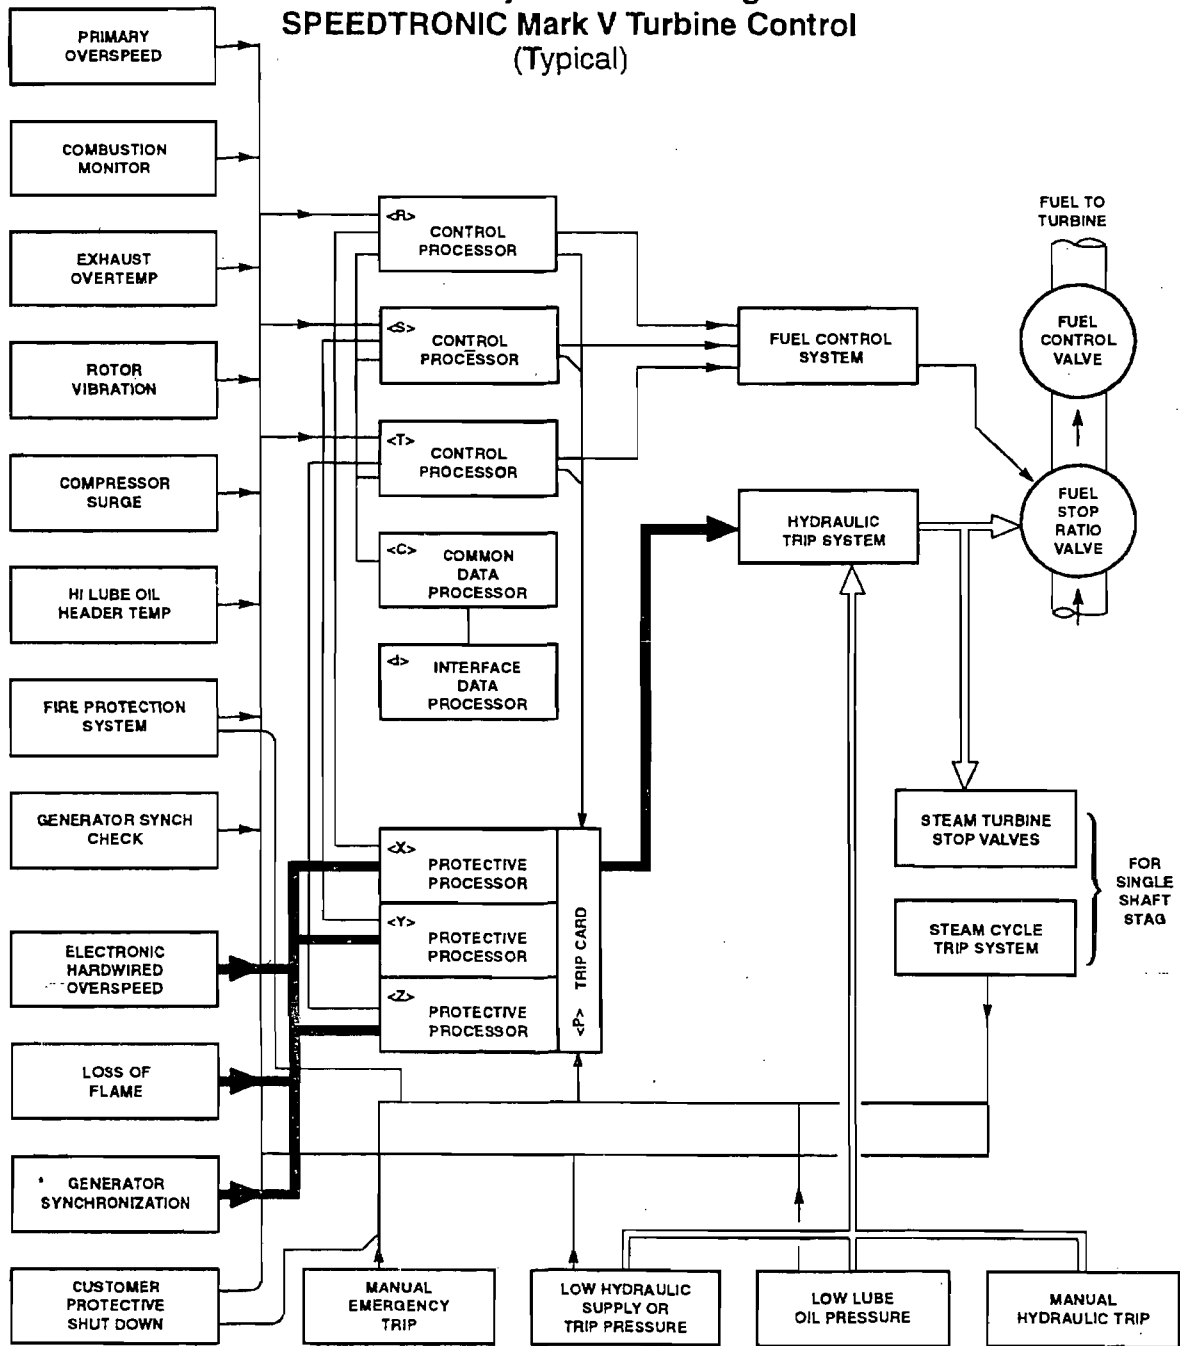 SPEEDTRONIC Mark V Turbine Control
(Typical)
PRIMARY
OVERSPEED
COMBUSTION
MONITOR
EXHAUST
OVERTEMP
ROTOR
VIBRATION
COMPRESSOR
SURGE
HI LUBE OIL
HEADER TEMP
FIRE PROTECTION
SYSTEM
GENERATOR SYNCH
CHECK
ELECTRONIC
HARDWIRED
OVERSPEED
LOSS OF
FLAME
GENERATOR
SYNCHRONIZATION
CUSTOMER
PROTECTIVE
SHUT DOWN
<R>
CONTROL
PROCESSOR
<S>
CONTROL
PROCESSOR
<T>
CONTROL
PROCESSOR
<C>
COMMON
DATA
PROCESSOR
<d>
INTERFACE
DATA
PROCESSOR
<X>
PROTECTIVE
PROCESSOR
<Y>
PROTECTIVE
PROCESSOR
<Z>
PROTECTIVE
PROCESSOR
<P> TRIP CARD
FUEL CONTROL
SYSTEM
HYDRAULIC
TRIP SYSTEM
FUEL TO
TURBINE
FUEL
CONTROL
VALVE
FUEL
STOP
RATIO
VALVE
STEAM TURBINE
STOP VALVES
STEAM CYCLE
TRIP SYSTEM
FOR
SINGLE
SHAFT
STAG
MANUAL
EMERGENCY
TRIP
LOW HYDRAULIC
SUPPLY OR
TRIP PRESSURE
LOW LUBE
OIL PRESSURE
MANUAL
HYDRAULIC TRIP